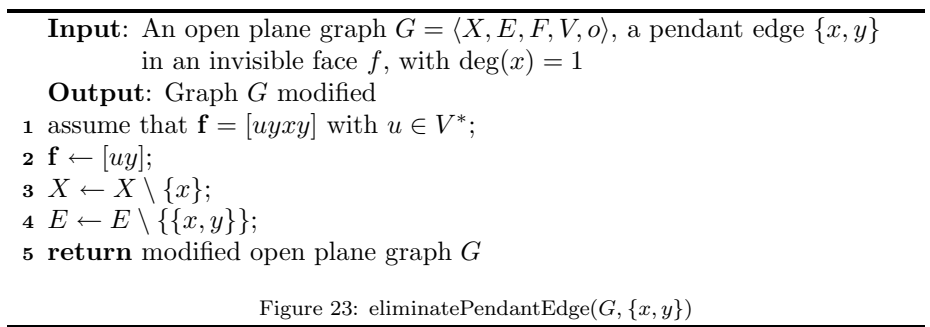 Input: An open plane graph G = ⟨X, E, F, V, o⟩, a pendant edge {x, y}
in an invisible face f, with deg(x) = 1
Output: Graph G modified
1 assume that f = [uyxy] with u ∈ V*;
2 f ← [uy];
3 X ← X \ {x};
4 E ← E \ {{x, y}};
5 return modified open plane graph G
Figure 23: eliminatePendantEdge(G, {x, y})